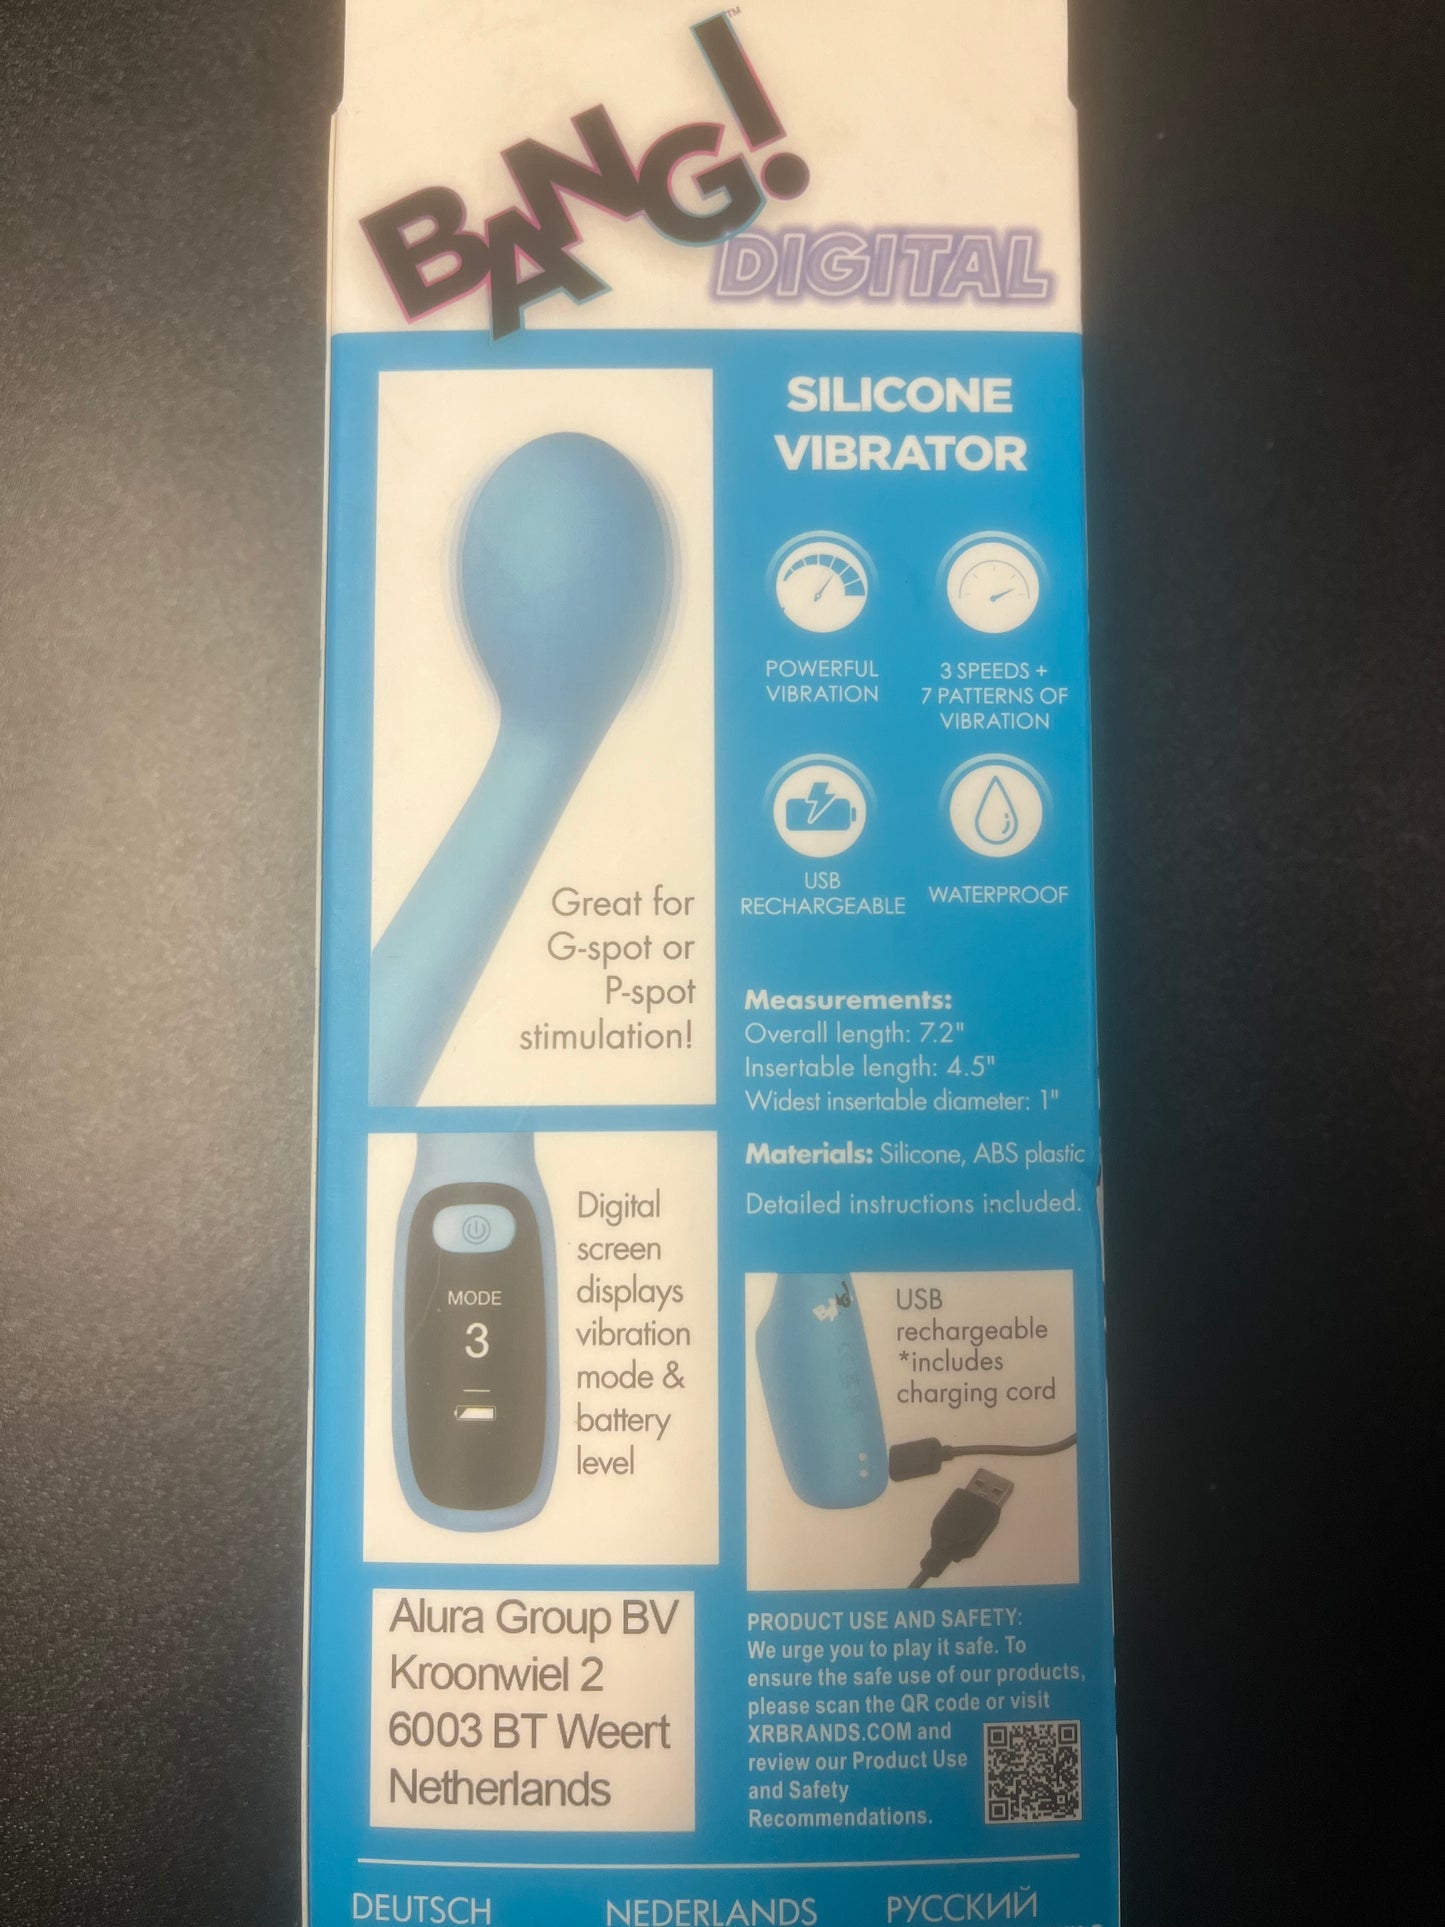 BANG!™
DIGITAL
SILICONE
VIBRATOR
POWERFUL
VIBRATION
3 SPEEDS +
7 PATTERNS OF
VIBRATION
USB
RECHARGEABLE
WATERPROOF
Great for
G-spot or
P-spot
stimulation!
Measurements:
Overall length: 7.2"
Insertable length: 4.5"
Widest insertable diameter: 1"
Materials: Silicone, ABS plastic
Detailed instructions included.
MODE
3
Digital
screen
displays
vibration
mode &
battery
level
BANG!
USB
rechargeable
*includes
charging cord
Alura Group BV
Kroonwiel 2
6003 BT Weert
Netherlands
PRODUCT USE AND SAFETY:
We urge you to play it safe. To
ensure the safe use of our products,
please scan the QR code or visit
XRBRANDS.COM and
review our Product Use
and Safety
Recommendations.
DEUTSCH
NEDERLANDS
РУССКИЙ